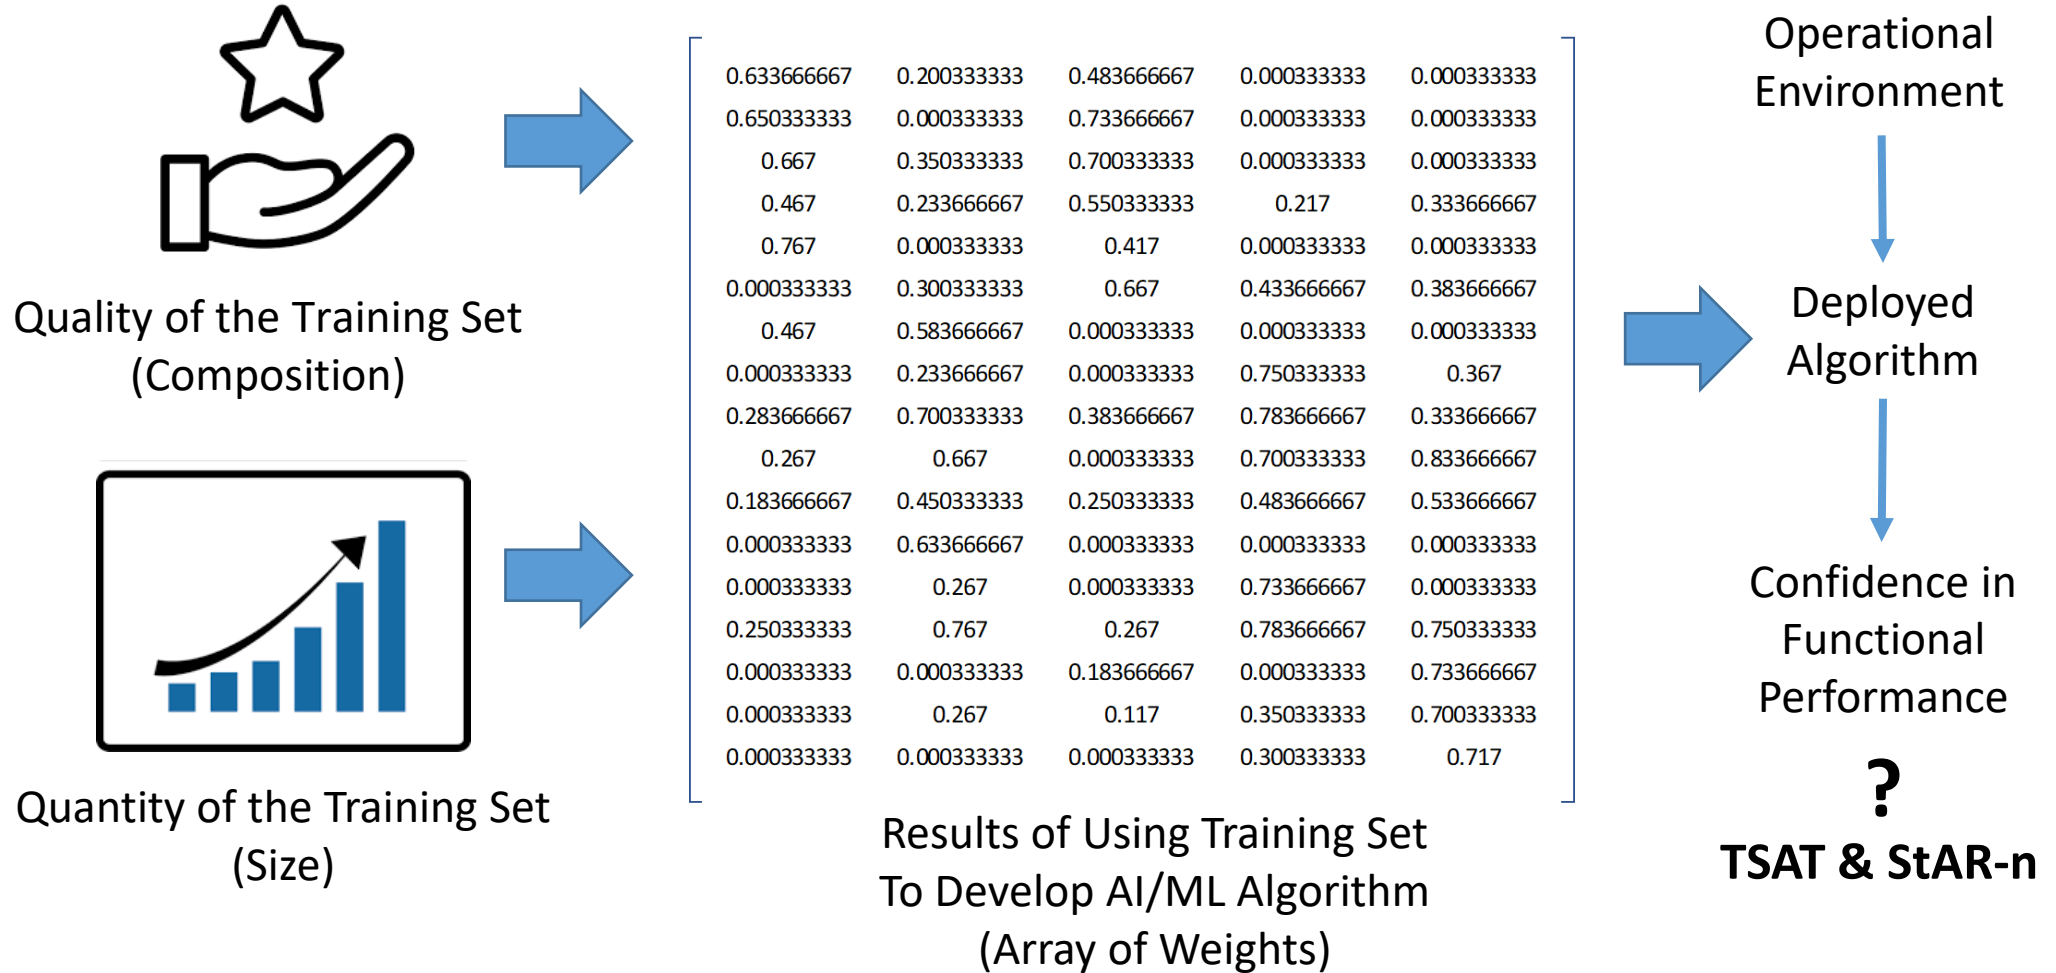 Quality of the Training Set
(Composition)
Quantity of the Training Set
(Size)
0.633666667 0.200333333 0.483666667 0.000333333 0.000333333
0.650333333 0.000333333 0.733666667 0.000333333 0.000333333
0.667 0.350333333 0.700333333 0.000333333 0.000333333
0.467 0.233666667 0.550333333 0.217 0.333666667
0.767 0.000333333 0.417 0.000333333 0.000333333
0.000333333 0.300333333 0.667 0.433666667 0.383666667
0.467 0.583666667 0.000333333 0.000333333 0.000333333
0.000333333 0.233666667 0.000333333 0.750333333 0.367
0.283666667 0.700333333 0.383666667 0.783666667 0.333666667
0.267 0.667 0.000333333 0.700333333 0.833666667
0.183666667 0.450333333 0.250333333 0.483666667 0.533666667
0.000333333 0.633666667 0.000333333 0.000333333 0.000333333
0.000333333 0.267 0.000333333 0.733666667 0.000333333
0.250333333 0.767 0.267 0.783666667 0.750333333
0.000333333 0.000333333 0.183666667 0.000333333 0.733666667
0.000333333 0.267 0.117 0.350333333 0.700333333
0.000333333 0.000333333 0.000333333 0.300333333 0.717
Results of Using Training Set
To Develop AI/ML Algorithm
(Array of Weights)
Operational
Environment
Deployed
Algorithm
Confidence in
Functional
Performance
?
TSAT & StAR-n